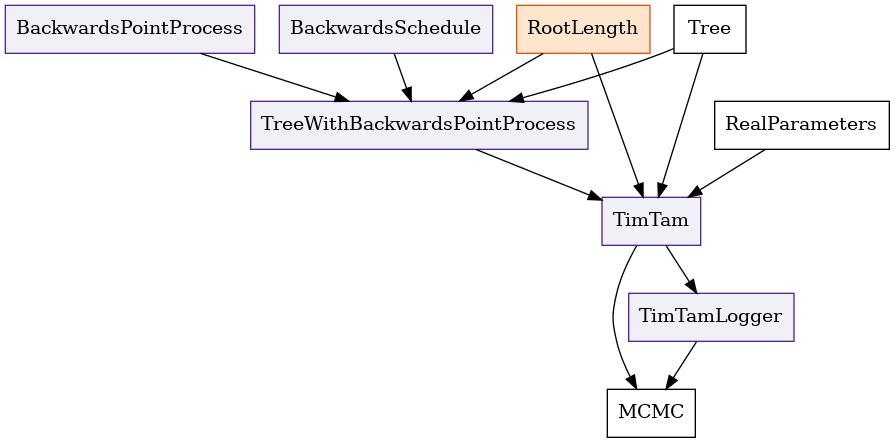 BackwardsPointProcess
BackwardsSchedule
RootLength
Tree
TreeWithBackwardsPointProcess
RealParameters
TimTam
TimTamLogger
MCMC